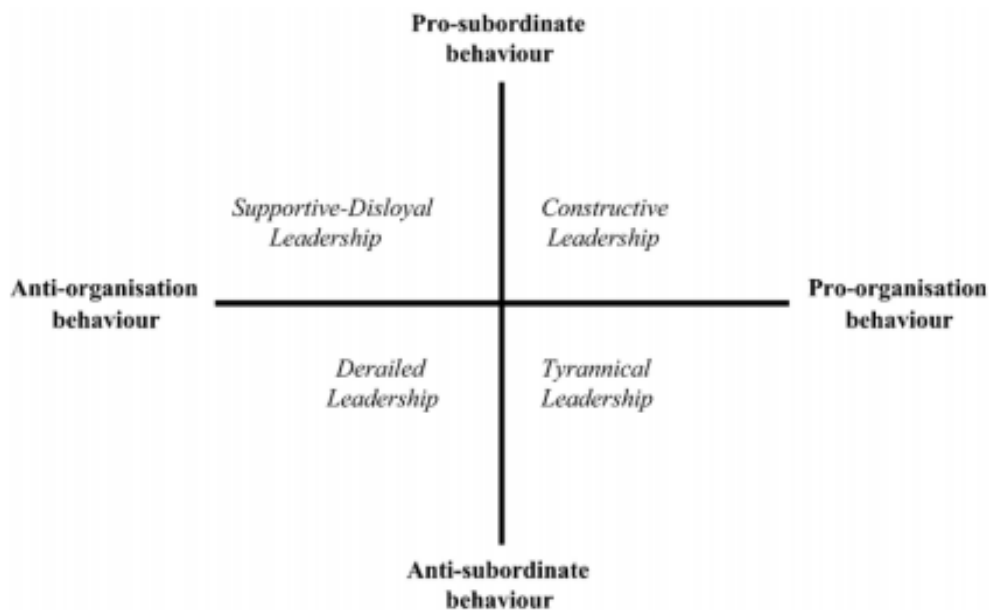 Pro-subordinate
behaviour
Supportive-Disloyal
Leadership
Constructive
Leadership
Anti-organisation
behaviour
Pro-organisation
behaviour
Derailed
Leadership
Tyrannical
Leadership
Anti-subordinate
behaviour